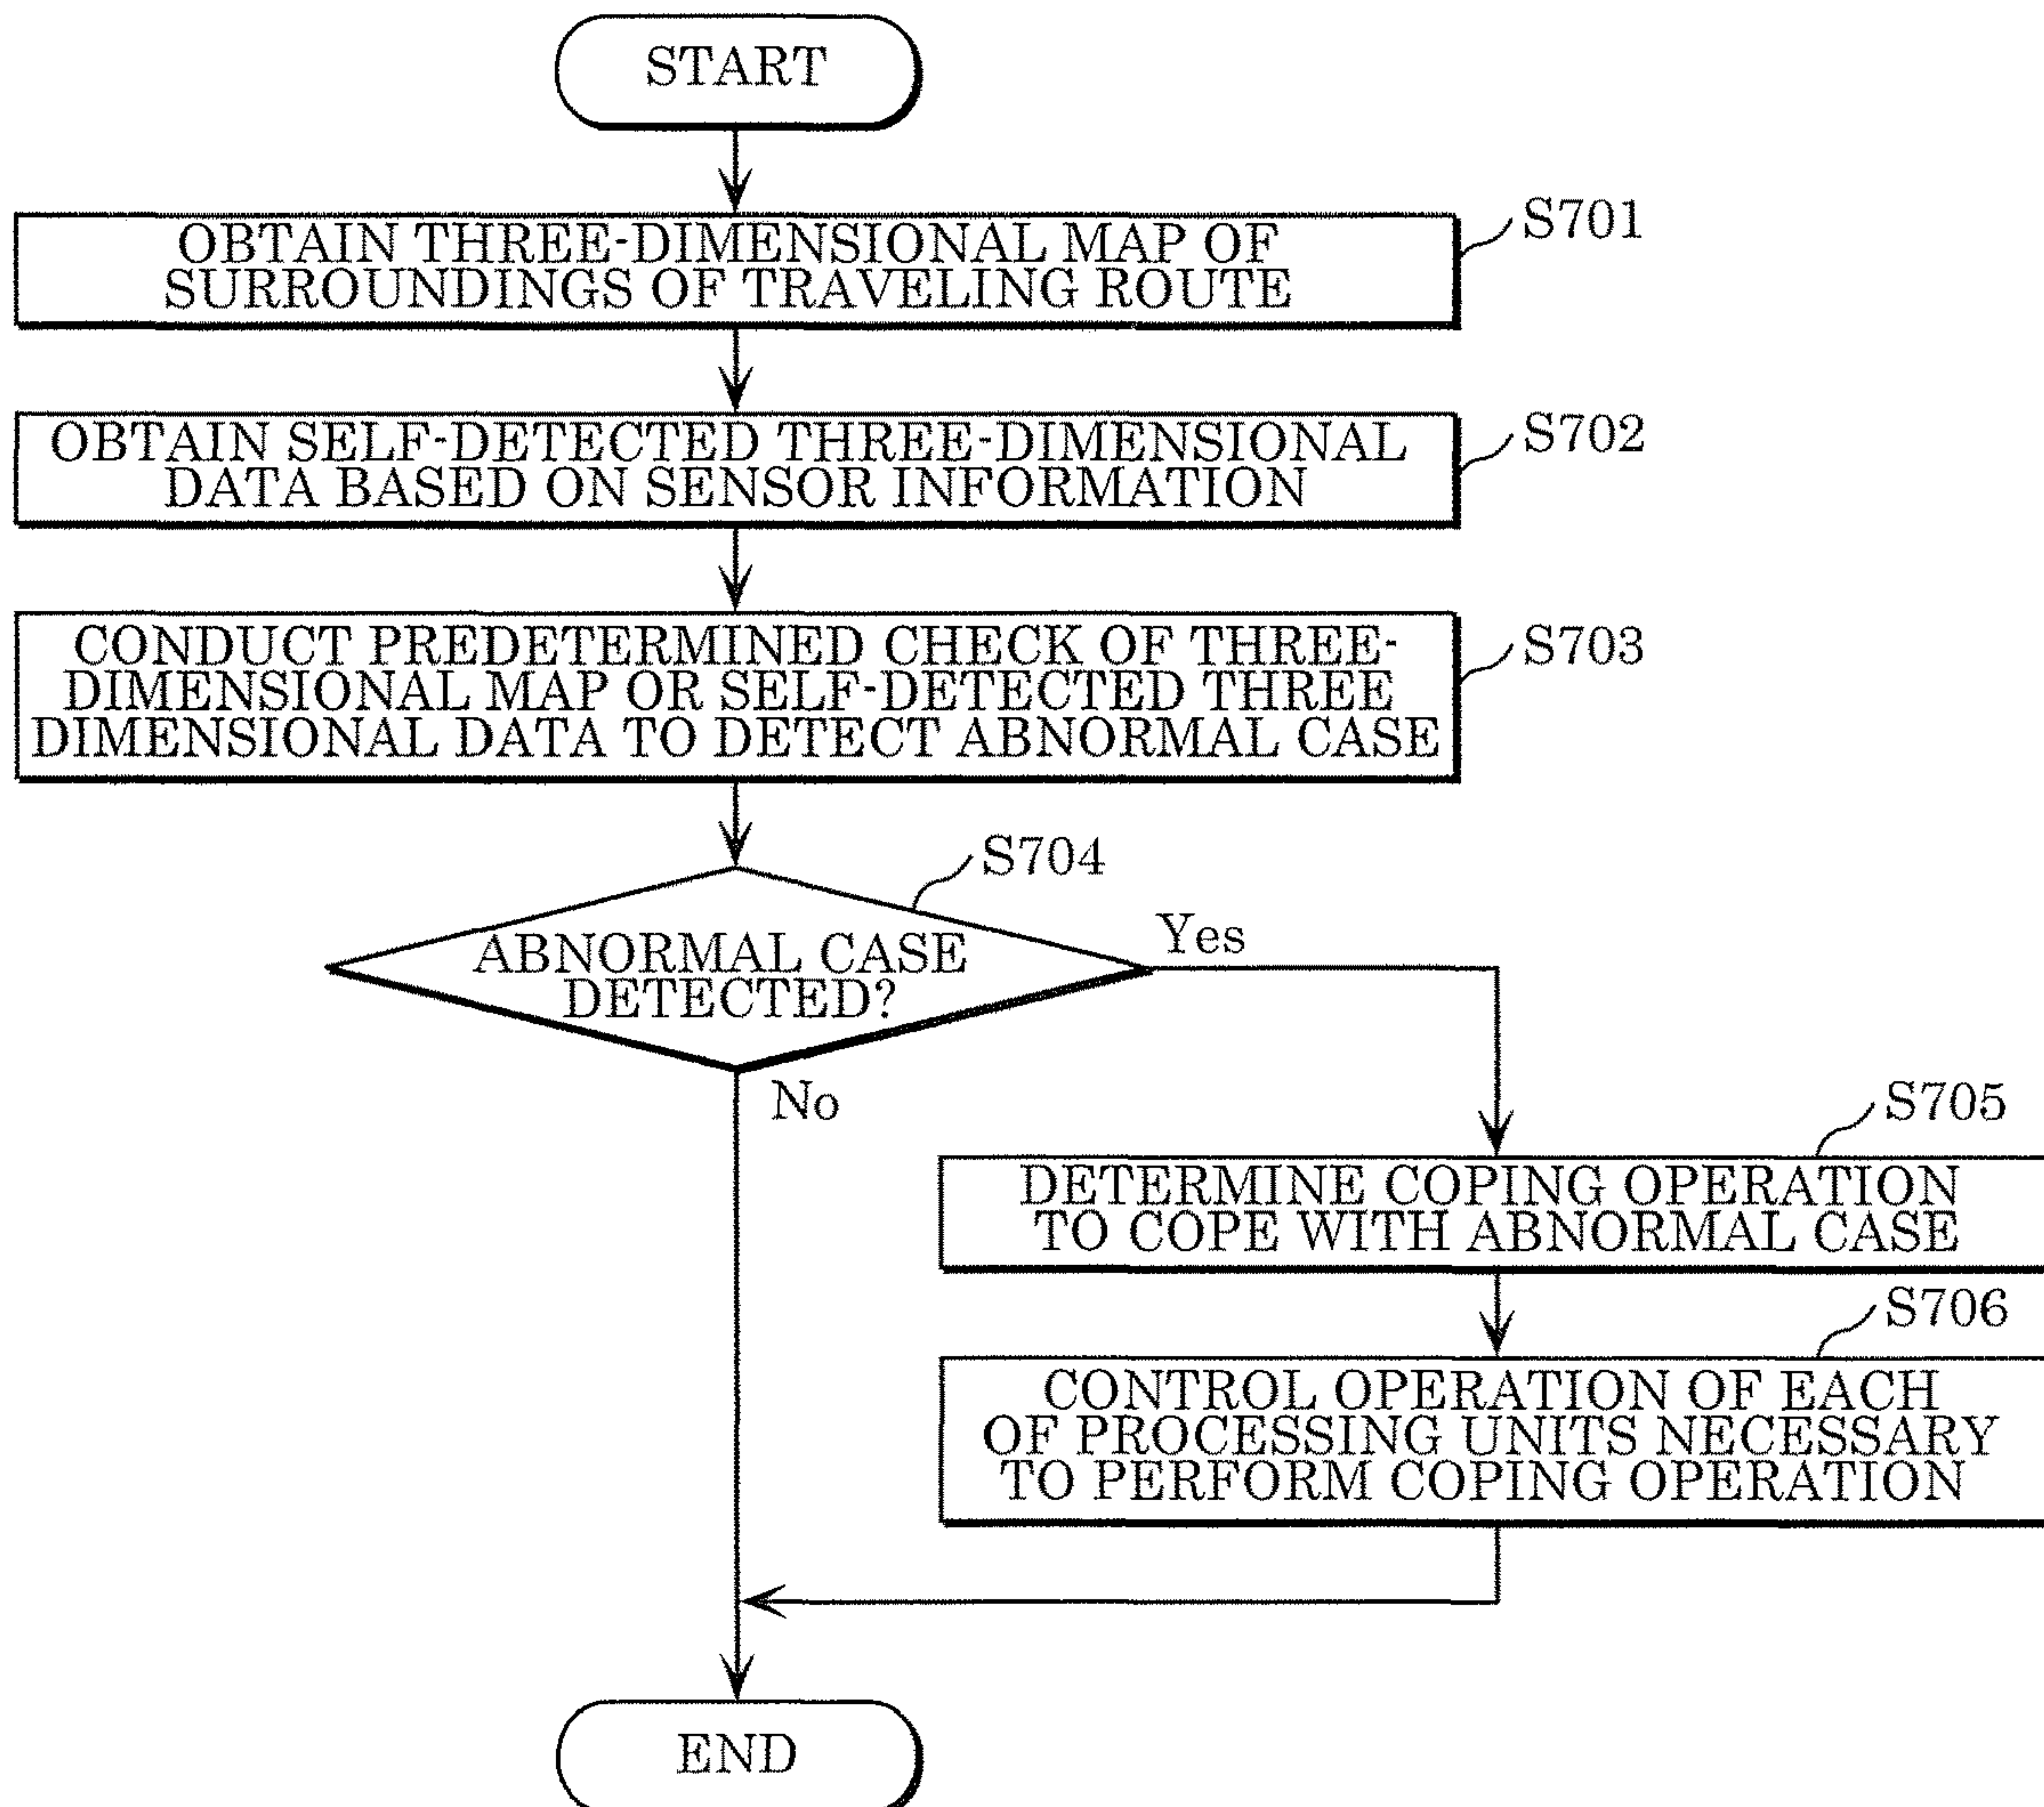 START
OBTAIN THREE-DIMENSIONAL MAP OF
SURROUNDINGS OF TRAVELING ROUTE
S701
OBTAIN SELF-DETECTED THREE-DIMENSIONAL
DATA BASED ON SENSOR INFORMATION
S702
CONDUCT PREDETERMINED CHECK OF THREE-
DIMENSIONAL MAP OR SELF-DETECTED THREE
DIMENSIONAL DATA TO DETECT ABNORMAL CASE
S703
S704
ABNORMAL CASE
DETECTED?
Yes
No
S705
DETERMINE COPING OPERATION
TO COPE WITH ABNORMAL CASE
S706
CONTROL OPERATION OF EACH
OF PROCESSING UNITS NECESSARY
TO PERFORM COPING OPERATION
END